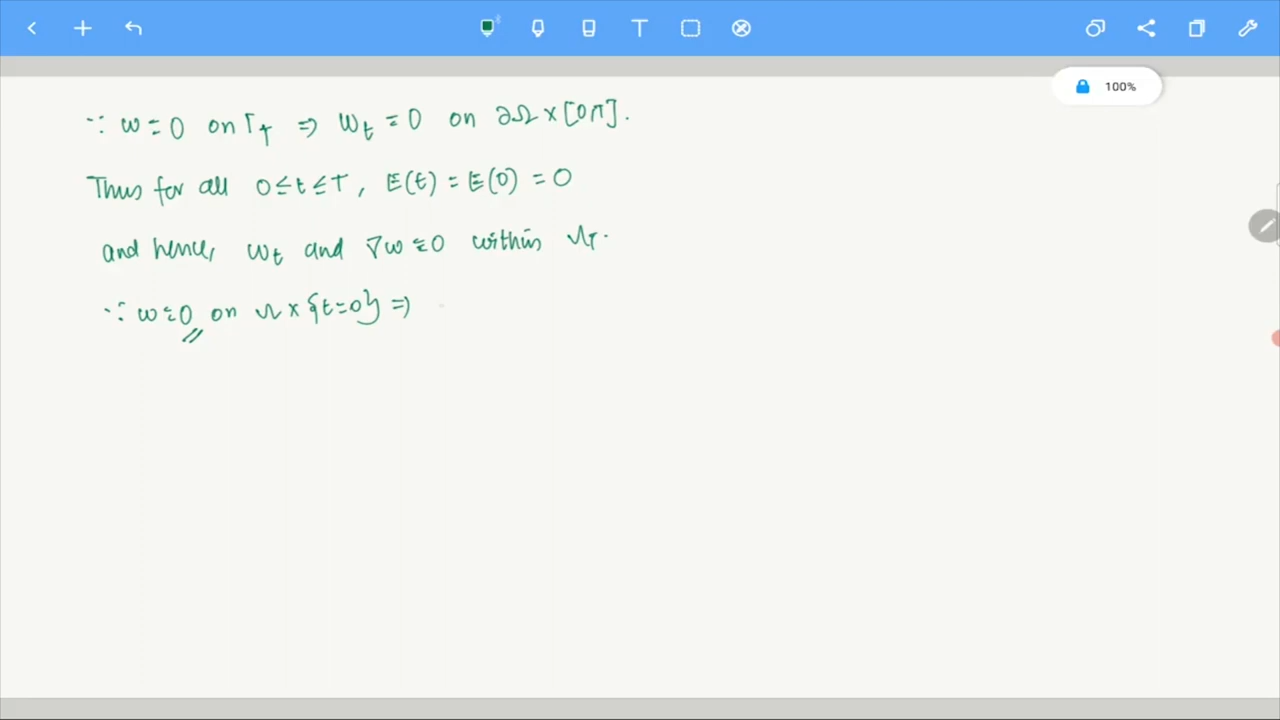 100%
∵ w = 0 on Γ_T ⇒ w_t = 0 on ∂Ω × [0,T].
Thus for all 0 ≤ t ≤ T, E(t) = E(0) = 0
and hence, w_t and ∇w ≡ 0 within Ω_T.
∵ w ≡ 0 on Ω × {t=0} ⇒